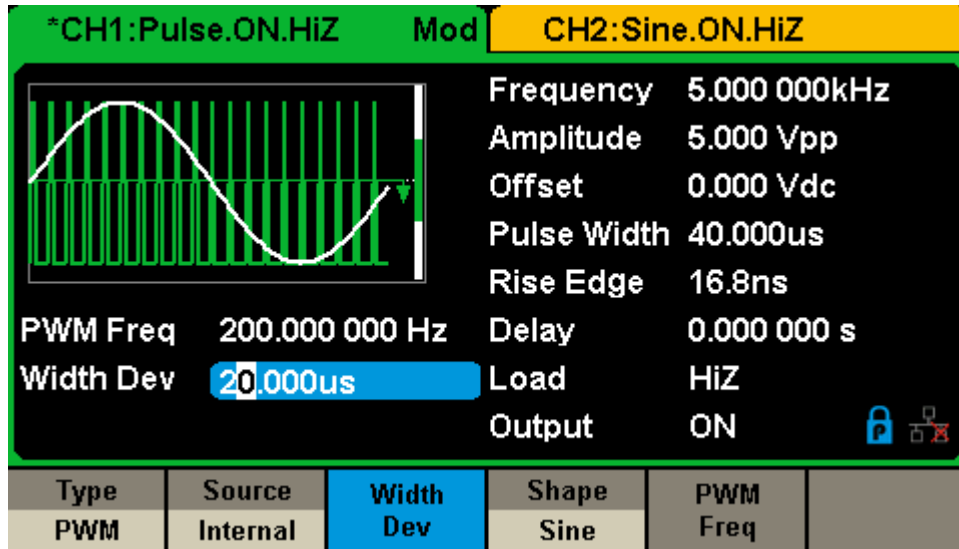 *CH1:Pulse.ON.HiZ Mod CH2:Sine.ON.HiZ
Frequency 5.000 000kHz
Amplitude 5.000 Vpp
Offset 0.000 Vdc
Pulse Width 40.000us
Rise Edge 16.8ns
PWM Freq 200.000 000 Hz Delay 0.000 000 s
Width Dev 20.000us Load HiZ
Output ON P
Type Source Width Shape PWM
PWM Internal Dev Sine Freq